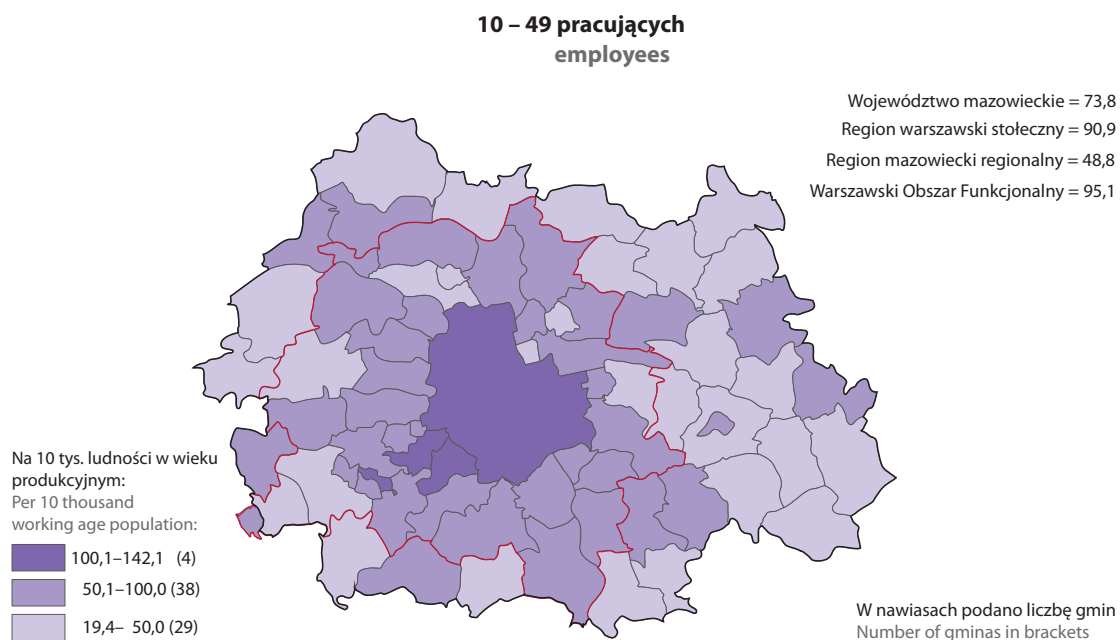 10 – 49 pracujących
employees
Województwo mazowieckie = 73,8
Region warszawski stołeczny = 90,9
Region mazowiecki regionalny = 48,8
Warszawski Obszar Funkcjonalny = 95,1
Na 10 tys. ludności w wieku
produkcyjnym:
Per 10 thousand
working age population:
100,1–142,1 (4)
50,1–100,0 (38)
19,4– 50,0 (29)
W nawiasach podano liczbę gmin
Number of gminas in brackets